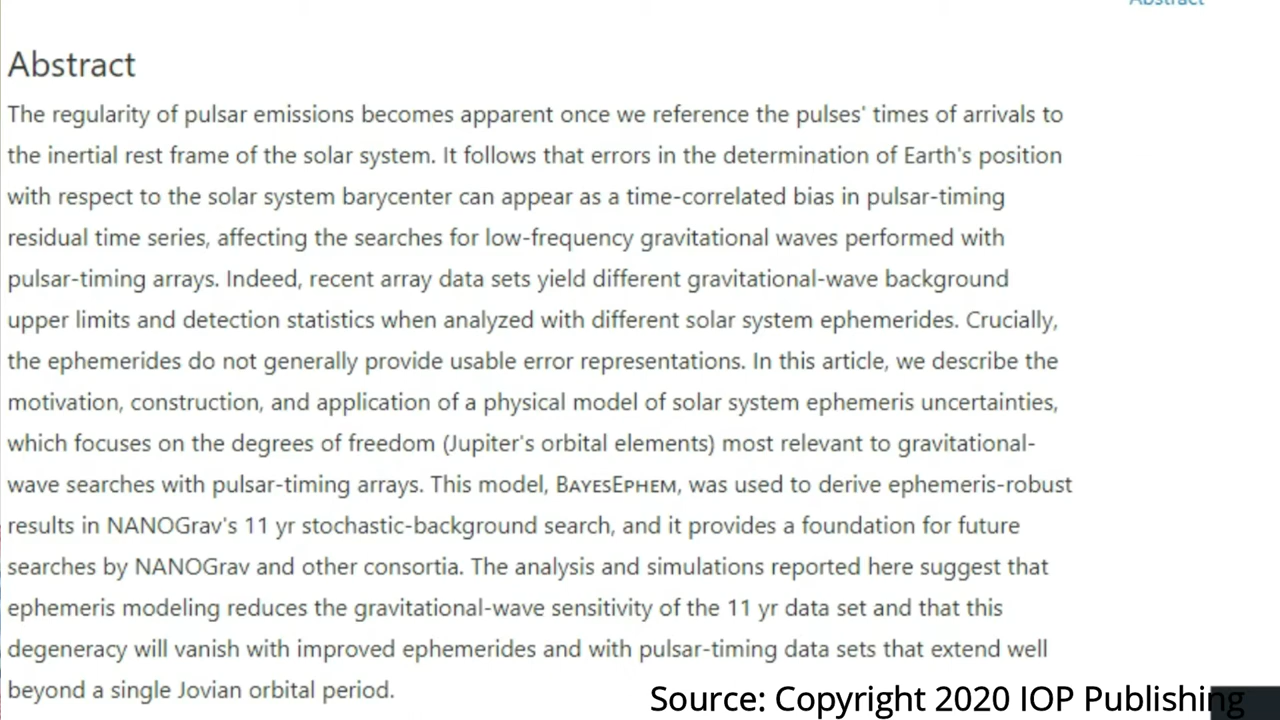 Abstract
Abstract
The regularity of pulsar emissions becomes apparent once we reference the pulses' times of arrivals to
the inertial rest frame of the solar system. It follows that errors in the determination of Earth's position
with respect to the solar system barycenter can appear as a time-correlated bias in pulsar-timing
residual time series, affecting the searches for low-frequency gravitational waves performed with
pulsar-timing arrays. Indeed, recent array data sets yield different gravitational-wave background
upper limits and detection statistics when analyzed with different solar system ephemerides. Crucially,
the ephemerides do not generally provide usable error representations. In this article, we describe the
motivation, construction, and application of a physical model of solar system ephemeris uncertainties,
which focuses on the degrees of freedom (Jupiter's orbital elements) most relevant to gravitational-
wave searches with pulsar-timing arrays. This model, BAYESEPHEM, was used to derive ephemeris-robust
results in NANOGrav's 11 yr stochastic-background search, and it provides a foundation for future
searches by NANOGrav and other consortia. The analysis and simulations reported here suggest that
ephemeris modeling reduces the gravitational-wave sensitivity of the 11 yr data set and that this
degeneracy will vanish with improved ephemerides and with pulsar-timing data sets that extend well
beyond a single Jovian orbital period.
Source: Copyright 2020 IOP Publishing